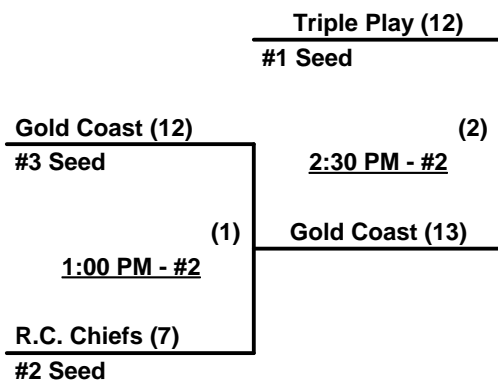 Triple Play (12)
#1 Seed
Gold Coast (12)
(2)
#3 Seed
2:30 PM - #2
(1)
Gold Coast (13)
1:00 PM - #2
R.C. Chiefs (7)
#2 Seed